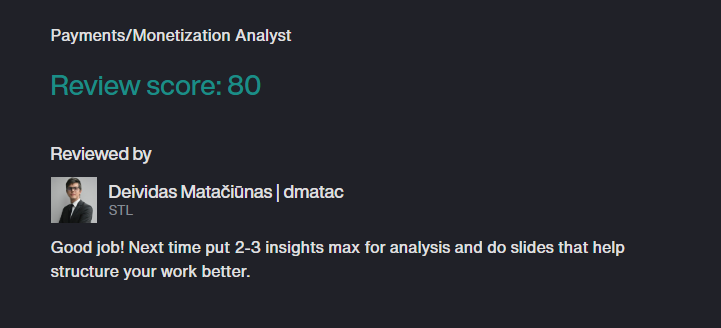 Payments/Monetization Analyst
Review score: 80
Reviewed by
Deividas Matačiūnas | dmatac
STL
Good job! Next time put 2-3 insights max for analysis and do slides that help
structure your work better.